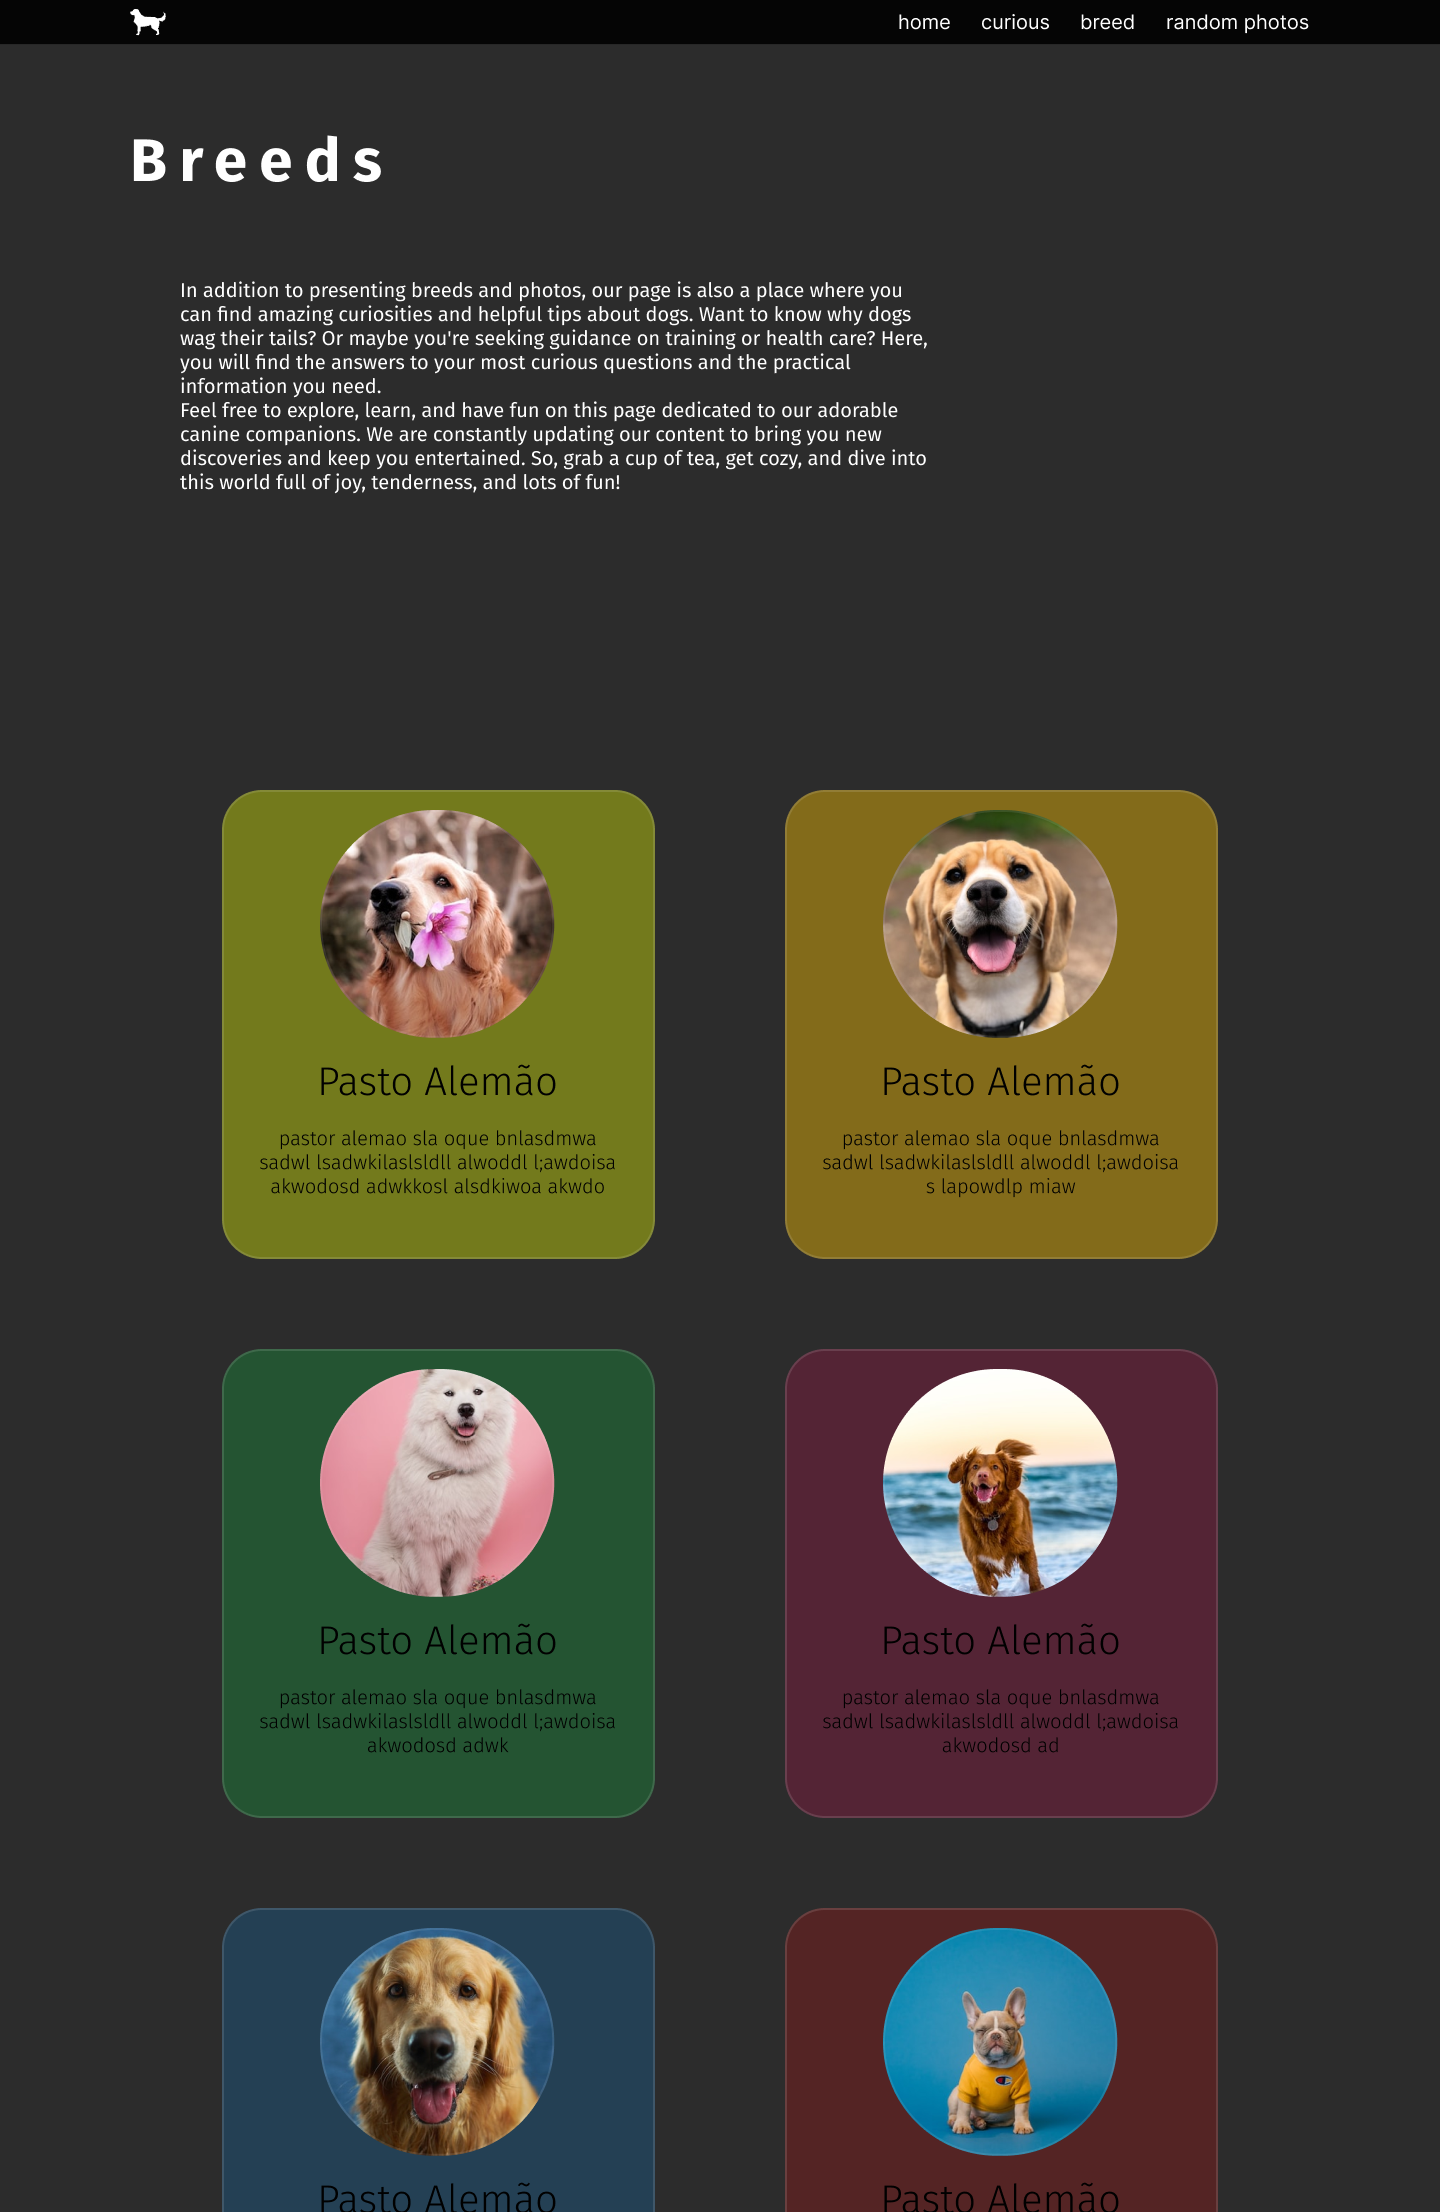 home curious breed random photos
Breeds
In addition to presenting breeds and photos, our page is also a place where you
can find amazing curiosities and helpful tips about dogs. Want to know why dogs
wag their tails? Or maybe you're seeking guidance on training or health care? Here,
you will find the answers to your most curious questions and the practical
information you need.
Feel free to explore, learn, and have fun on this page dedicated to our adorable
canine companions. We are constantly updating our content to bring you new
discoveries and keep you entertained. So, grab a cup of tea, get cozy, and dive into
this world full of joy, tenderness, and lots of fun!
Pasto Alemão
pastor alemao sla oque bnlasdmwa
sadwl lsadwkilaslsldll alwoddl l;awdoisa
akwodosd adwkkosl alsdkiwoa akwdo
Pasto Alemão
pastor alemao sla oque bnlasdmwa
sadwl lsadwkilaslsldll alwoddl l;awdoisa
s lapowdlp miaw
Pasto Alemão
pastor alemao sla oque bnlasdmwa
sadwl lsadwkilaslsldll alwoddl l;awdoisa
akwodosd adwk
Pasto Alemão
pastor alemao sla oque bnlasdmwa
sadwl lsadwkilaslsldll alwoddl l;awdoisa
akwodosd ad
Pasto Alemão
Pasto Alemão